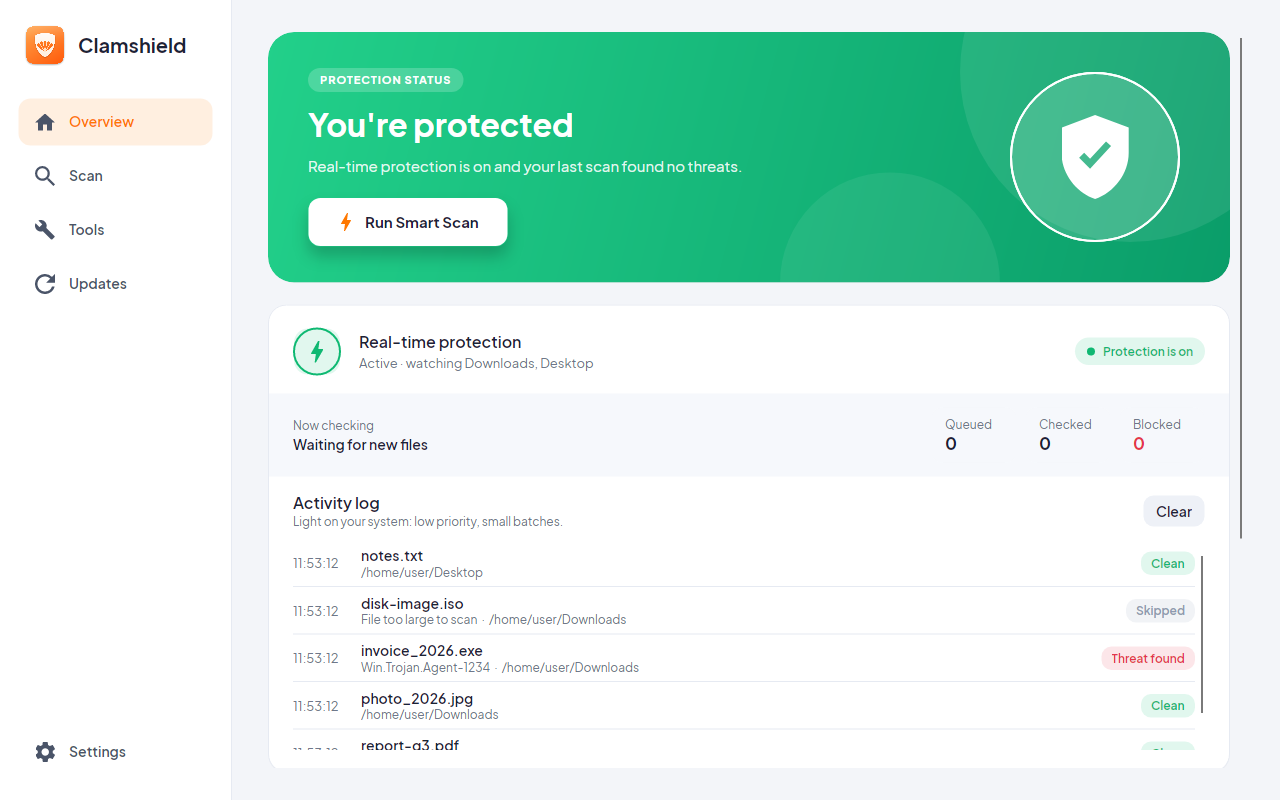 Clamshield
Overview
Scan
Tools
Updates
Settings
PROTECTION STATUS
You're protected
Real-time protection is on and your last scan found no threats.
Run Smart Scan
Real-time protection
Active · watching Downloads, Desktop
Protection is on
Now checking
Waiting for new files
Queued
0
Checked
0
Blocked
0
Activity log
Light on your system: low priority, small batches.
Clear
11:53:12
notes.txt
/home/user/Desktop
Clean
11:53:12
disk-image.iso
File too large to scan · /home/user/Downloads
Skipped
11:53:12
invoice_2026.exe
Win.Trojan.Agent-1234 · /home/user/Downloads
Threat found
11:53:12
photo_2026.jpg
/home/user/Downloads
Clean
report-q3.pdf